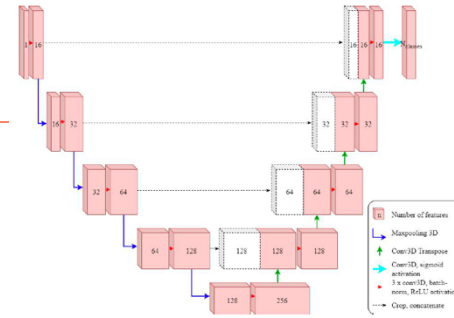 1 16 16 16 16 N classes
16 32 32 32 32
32 64 64 64 64
64 128 128 128 128
128 256
n Number of features
Maxpooling 3D
Conv3D Transpose
Conv3D, sigmoid
activation
3 x conv3D, batch-
norm, ReLU activation
Crop, concatenate